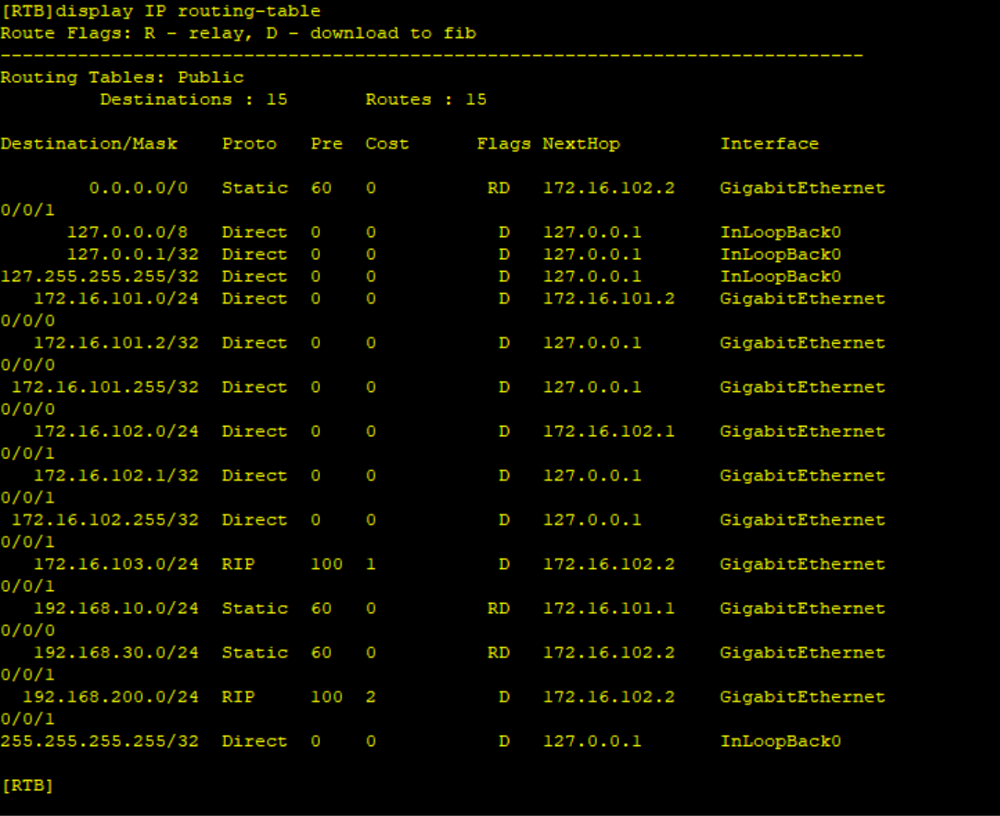 [RTB]display IP routing-table
Route Flags: R - relay, D - download to fib
------------------------------------------------------------------------------
Routing Tables: Public
         Destinations : 15       Routes : 15

Destination/Mask    Proto   Pre  Cost      Flags NextHop         Interface

        0.0.0.0/0   Static  60   0          RD   172.16.102.2    GigabitEthernet
0/0/1
      127.0.0.0/8   Direct  0    0           D   127.0.0.1       InLoopBack0
      127.0.0.1/32  Direct  0    0           D   127.0.0.1       InLoopBack0
127.255.255.255/32  Direct  0    0           D   127.0.0.1       InLoopBack0
   172.16.101.0/24  Direct  0    0           D   172.16.101.2    GigabitEthernet
0/0/0
   172.16.101.2/32  Direct  0    0           D   127.0.0.1       GigabitEthernet
0/0/0
 172.16.101.255/32  Direct  0    0           D   127.0.0.1       GigabitEthernet
0/0/0
   172.16.102.0/24  Direct  0    0           D   172.16.102.1    GigabitEthernet
0/0/1
   172.16.102.1/32  Direct  0    0           D   127.0.0.1       GigabitEthernet
0/0/1
 172.16.102.255/32  Direct  0    0           D   127.0.0.1       GigabitEthernet
0/0/1
   172.16.103.0/24  RIP     100  1           D   172.16.102.2    GigabitEthernet
0/0/1
   192.168.10.0/24  Static  60   0          RD   172.16.101.1    GigabitEthernet
0/0/0
   192.168.30.0/24  Static  60   0          RD   172.16.102.2    GigabitEthernet
0/0/1
  192.168.200.0/24  RIP     100  2           D   172.16.102.2    GigabitEthernet
0/0/1
255.255.255.255/32  Direct  0    0           D   127.0.0.1       InLoopBack0

[RTB]